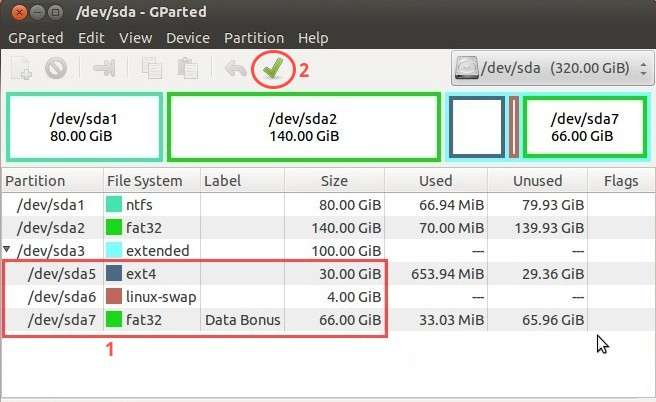 /dev/sda - GParted
GParted Edit View Device Partition Help
2 /dev/sda (320.00 GiB)
/dev/sda1 /dev/sda2 /dev/sda7
80.00 GiB 140.00 GiB 66.00 GiB
Partition File System Label Size Used Unused Flags
/dev/sda1 ntfs 80.00 GiB 66.94 MiB 79.93 GiB
/dev/sda2 fat32 140.00 GiB 70.00 MiB 139.93 GiB
/dev/sda3 extended 100.00 GiB --- ---
/dev/sda5 ext4 30.00 GiB 653.94 MiB 29.36 GiB
/dev/sda6 linux-swap 4.00 GiB --- ---
/dev/sda7 fat32 Data Bonus 66.00 GiB 33.03 MiB 65.96 GiB
1